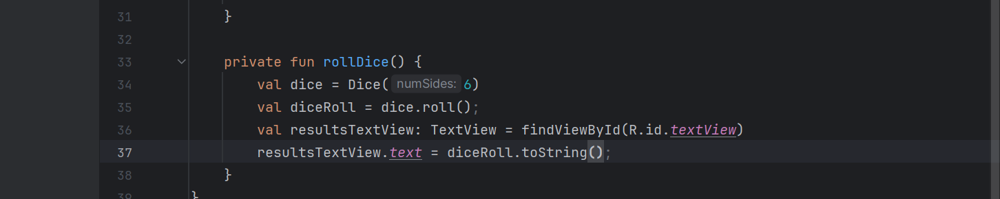 31 }
32
33 private fun rollDice() {
34 val dice = Dice( numSides: 6)
35 val diceRoll = dice.roll();
36 val resultsTextView: TextView = findViewById(R.id.textView)
37 resultsTextView.text = diceRoll.toString();
38 }
39 }